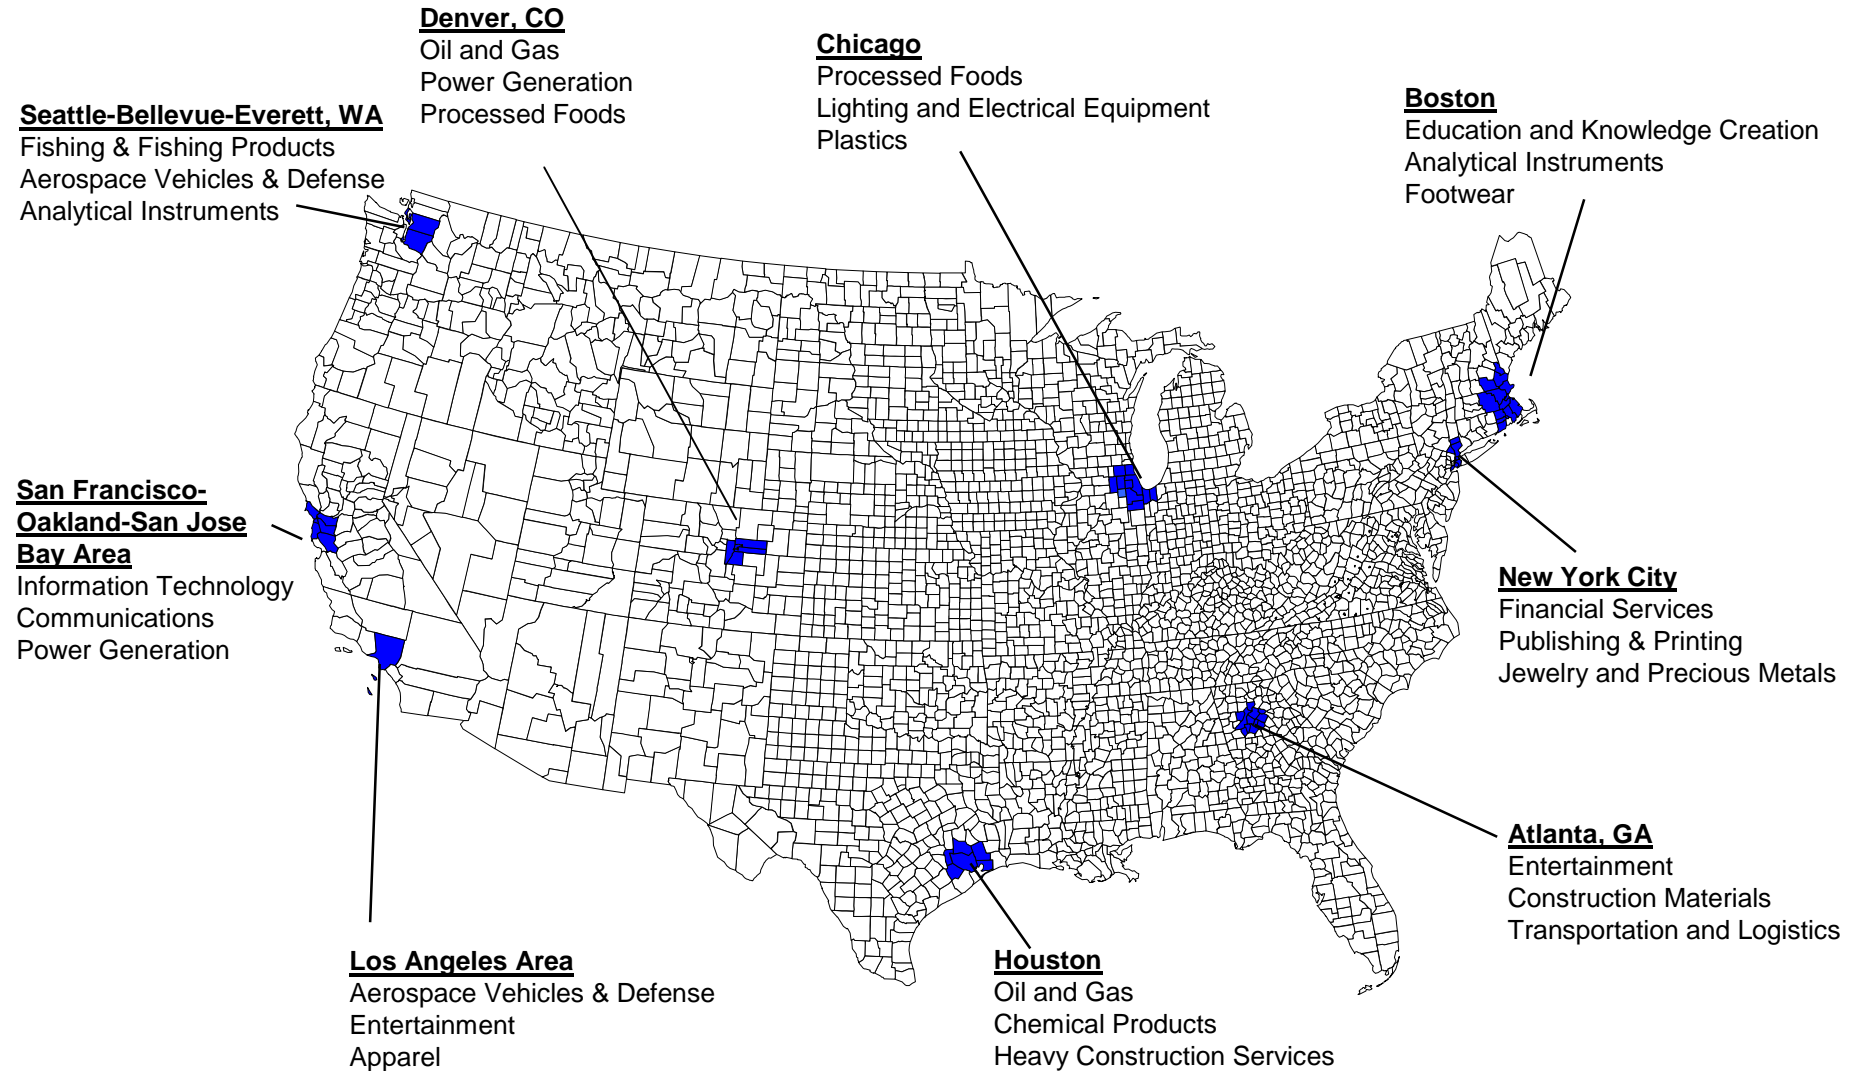 Denver, CO
Oil and Gas
Power Generation
Processed Foods
Chicago
Processed Foods
Lighting and Electrical Equipment
Plastics
Boston
Education and Knowledge Creation
Analytical Instruments
Footwear
Seattle-Bellevue-Everett, WA
Fishing & Fishing Products
Aerospace Vehicles & Defense
Analytical Instruments
San Francisco-
Oakland-San Jose
Bay Area
Information Technology
Communications
Power Generation
New York City
Financial Services
Publishing & Printing
Jewelry and Precious Metals
Atlanta, GA
Entertainment
Construction Materials
Transportation and Logistics
Los Angeles Area
Aerospace Vehicles & Defense
Entertainment
Apparel
Houston
Oil and Gas
Chemical Products
Heavy Construction Services